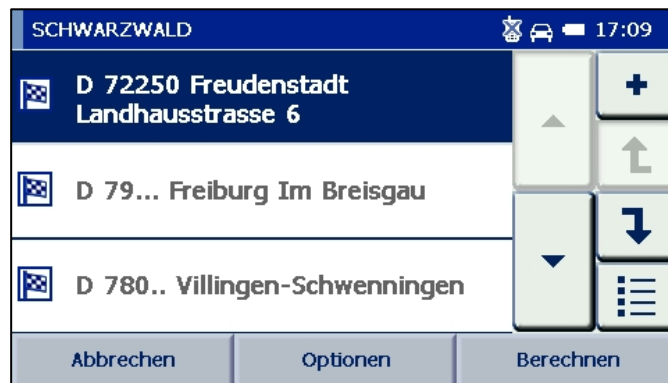 SCHWARZWALD 17:09
D 72250 Freudenstadt
Landhausstrasse 6
D 79... Freiburg Im Breisgau
D 780.. Villingen-Schwenningen
Abbrechen Optionen Berechnen